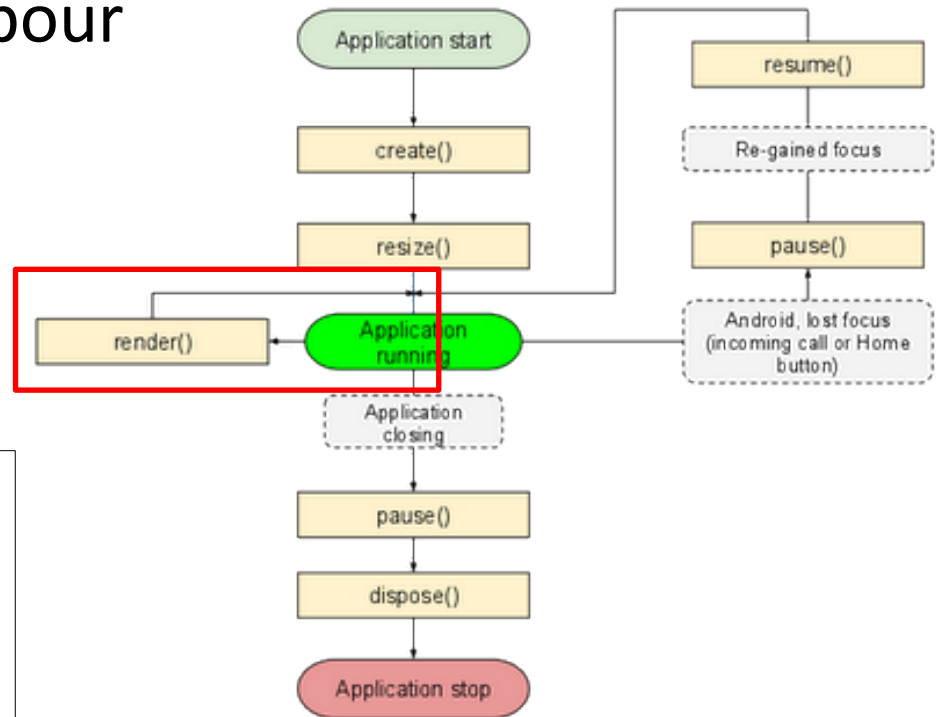 Application start
create()
resize()
render()
Application
running
Application
closing
pause()
dispose()
Application stop
resume()
Re-gained focus
pause()
Android, lost focus
(incoming call or Home
button)